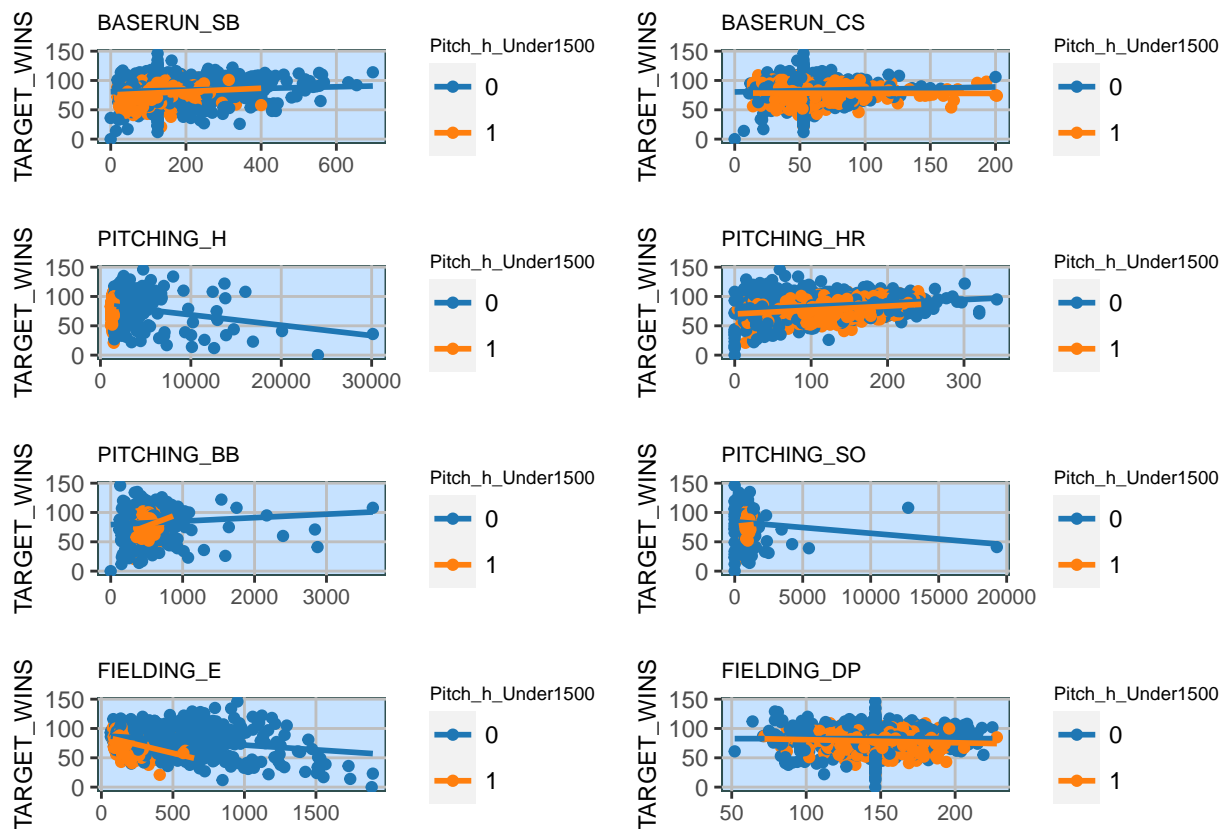 BASERUN_SB
TARGET_WINS
150
100
50
0
0 200 400 600
Pitch_h_Under1500
0
1
BASERUN_CS
TARGET_WINS
150
100
50
0
0 50 100 150 200
Pitch_h_Under1500
0
1
PITCHING_H
TARGET_WINS
150
100
50
0
0 10000 20000 30000
Pitch_h_Under1500
0
1
PITCHING_HR
TARGET_WINS
150
100
50
0
0 100 200 300
Pitch_h_Under1500
0
1
PITCHING_BB
TARGET_WINS
150
100
50
0
0 1000 2000 3000
Pitch_h_Under1500
0
1
PITCHING_SO
TARGET_WINS
150
100
50
0
0 5000 10000 15000 20000
Pitch_h_Under1500
0
1
FIELDING_E
TARGET_WINS
150
100
50
0
0 500 1000 1500
Pitch_h_Under1500
0
1
FIELDING_DP
TARGET_WINS
150
100
50
0
50 100 150 200
Pitch_h_Under1500
0
1